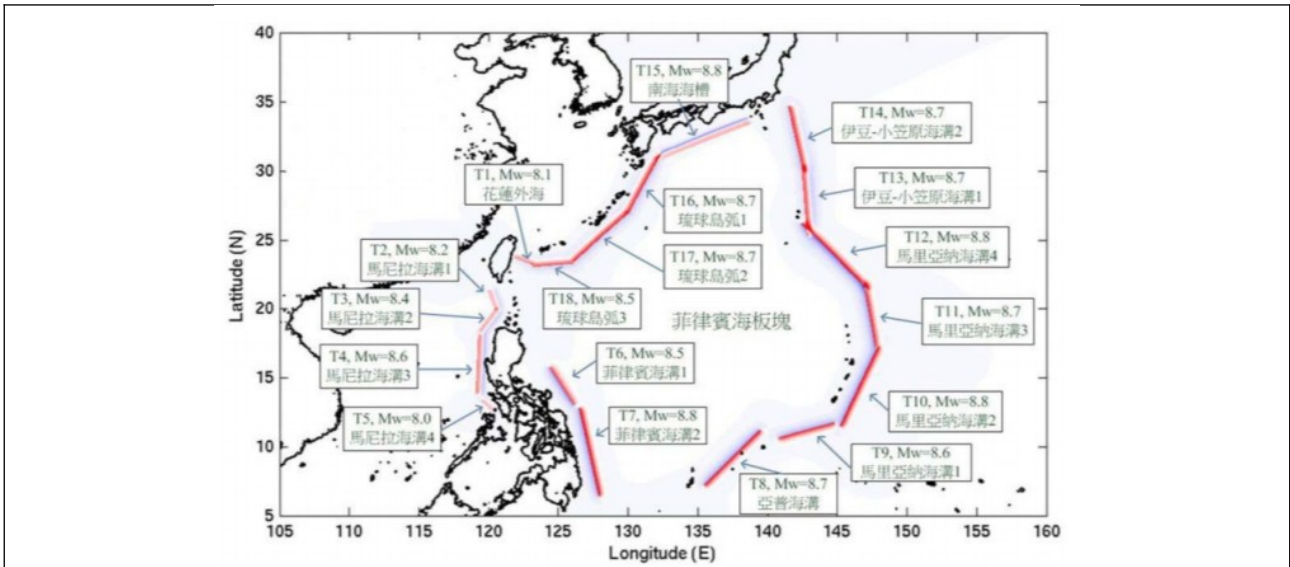 40
35
30
25
20
15
10
5
Latitude (N)
T15, Mw=8.8
南海海槽
T14, Mw=8.7
伊豆-小笠原海溝2
T1, Mw=8.1
花蓮外海
T13, Mw=8.7
伊豆-小笠原海溝1
T16, Mw=8.7
琉球島弧1
T12, Mw=8.8
馬里亞納海溝4
T2, Mw=8.2
馬尼拉海溝1
T17, Mw=8.7
琉球島弧2
T3, Mw=8.4
馬尼拉海溝2
T18, Mw=8.5
琉球島弧3
菲律賓海板塊
T11, Mw=8.7
馬里亞納海溝3
T4, Mw=8.6
馬尼拉海溝3
T6, Mw=8.5
菲律賓海溝1
T10, Mw=8.8
馬里亞納海溝2
T5, Mw=8.0
馬尼拉海溝4
T7, Mw=8.8
菲律賓海溝2
T9, Mw=8.6
馬里亞納海溝1
T8, Mw=8.7
亞普海溝
105 110 115 120 125 130 135 140 145 150 155 160
Longitude (E)